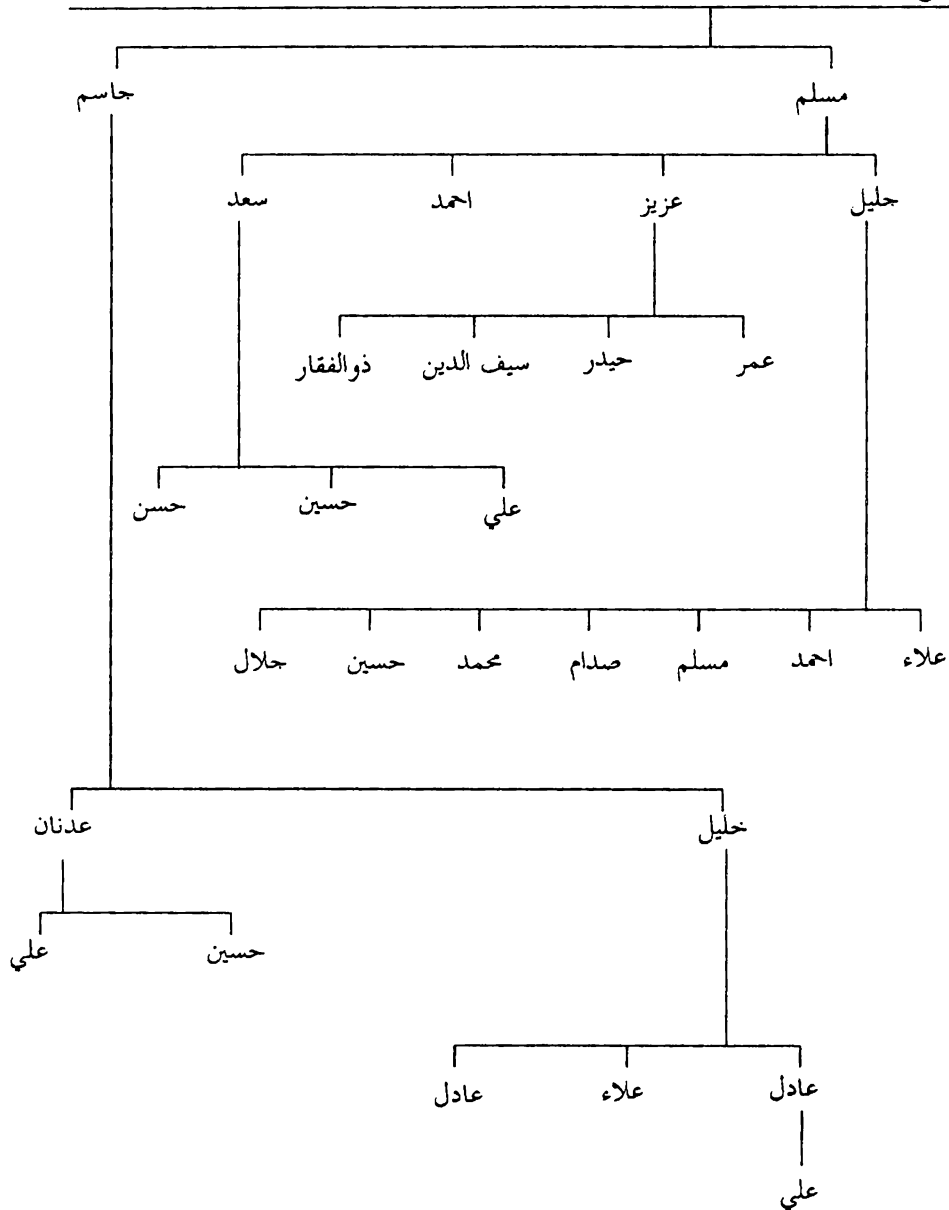 مسلم جاسم
جليل عزيز احمد سعد
عمر حيدر سيف الدين ذوالفقار
علي حسين حسن
علاء احمد مسلم صدام محمد حسين جلال
خليل عدنان
حسين علي
عادل علاء عادل
علي